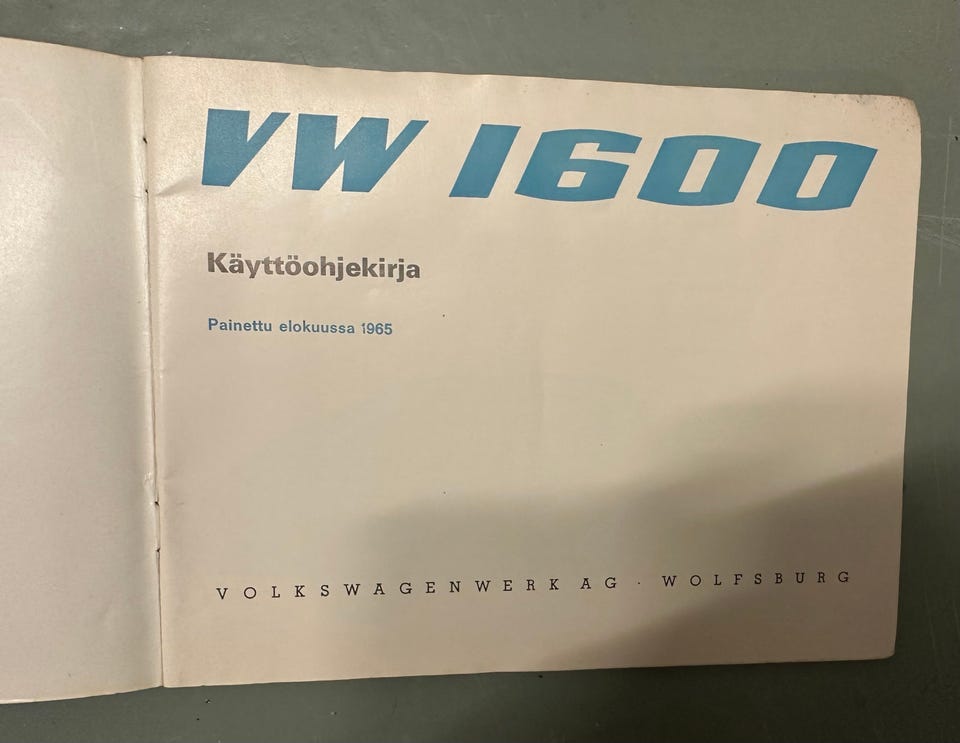 VW 1600
Käyttöohjekirja
Painettu elokuussa 1965
VOLKSWAGENWERK AG · WOLFSBURG